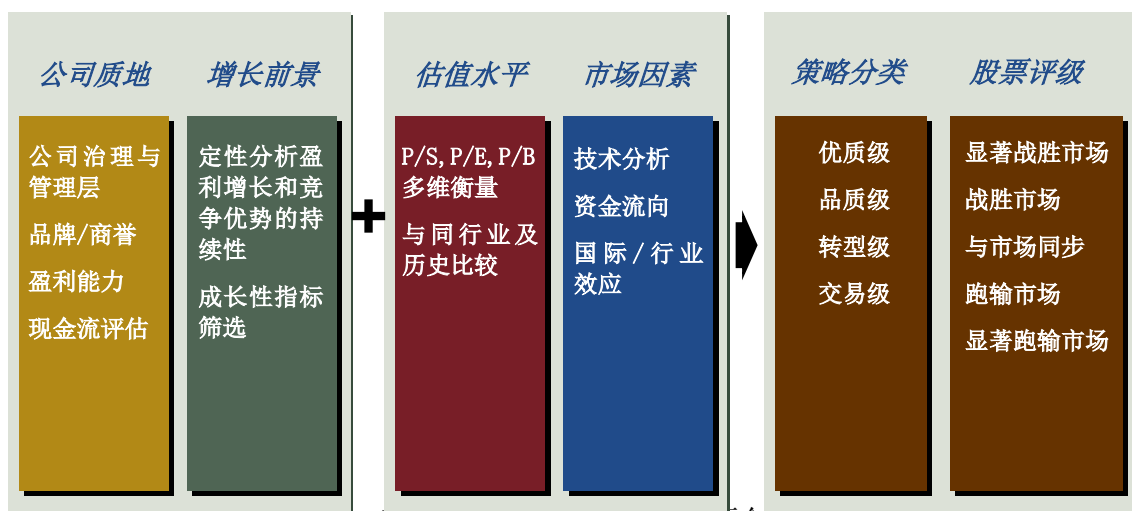 公司质地
增长前景
估值水平
市场因素
策略分类
股票评级
公司治理与
管理层
品牌/商誉
盈利能力
现金流评估
定性分析盈
利增长和竞
争优势的持
续性
成长性指标
筛选
+
P/S,P/E,P/B
多维衡量
与同行业及
历史比较
技术分析
资金流向
国际/行业
效应
优质级
品质级
转型级
交易级
显著战胜市场
战胜市场
与市场同步
跑输市场
显著跑输市场